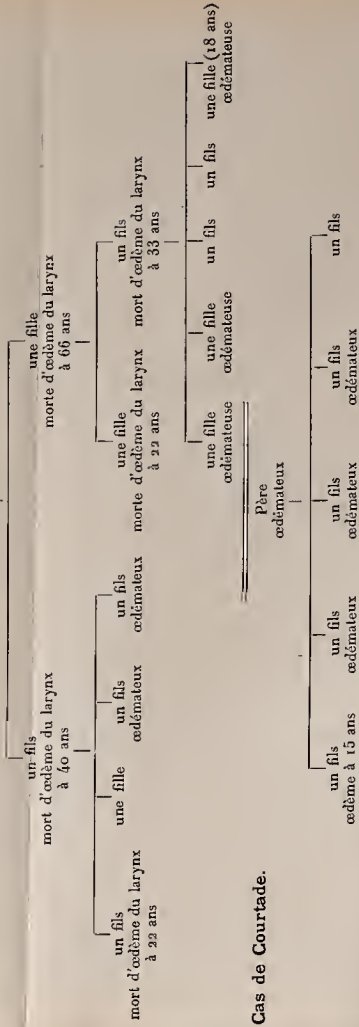 un fils
mort d'œdème du larynx
à 40 ans
une fille
morte d'œdème du larynx
à 66 ans
un fils
mort d'œdème du larynx
à 22 ans
une fille
un fils
œdémateux
un fils
œdémateux
une fille
morte d'œdème du larynx
à 22 ans
un fils
mort d'œdème du larynx
à 33 ans
une fille
œdémateuse
une fille
œdémateuse
un fils
un fils
une fille (18 ans)
œdémateuse
Cas de Courtade.
Père
œdémateux
un fils
œdème à 15 ans
un fils
œdémateux
un fils
œdémateux
un fils
œdémateux
un fils